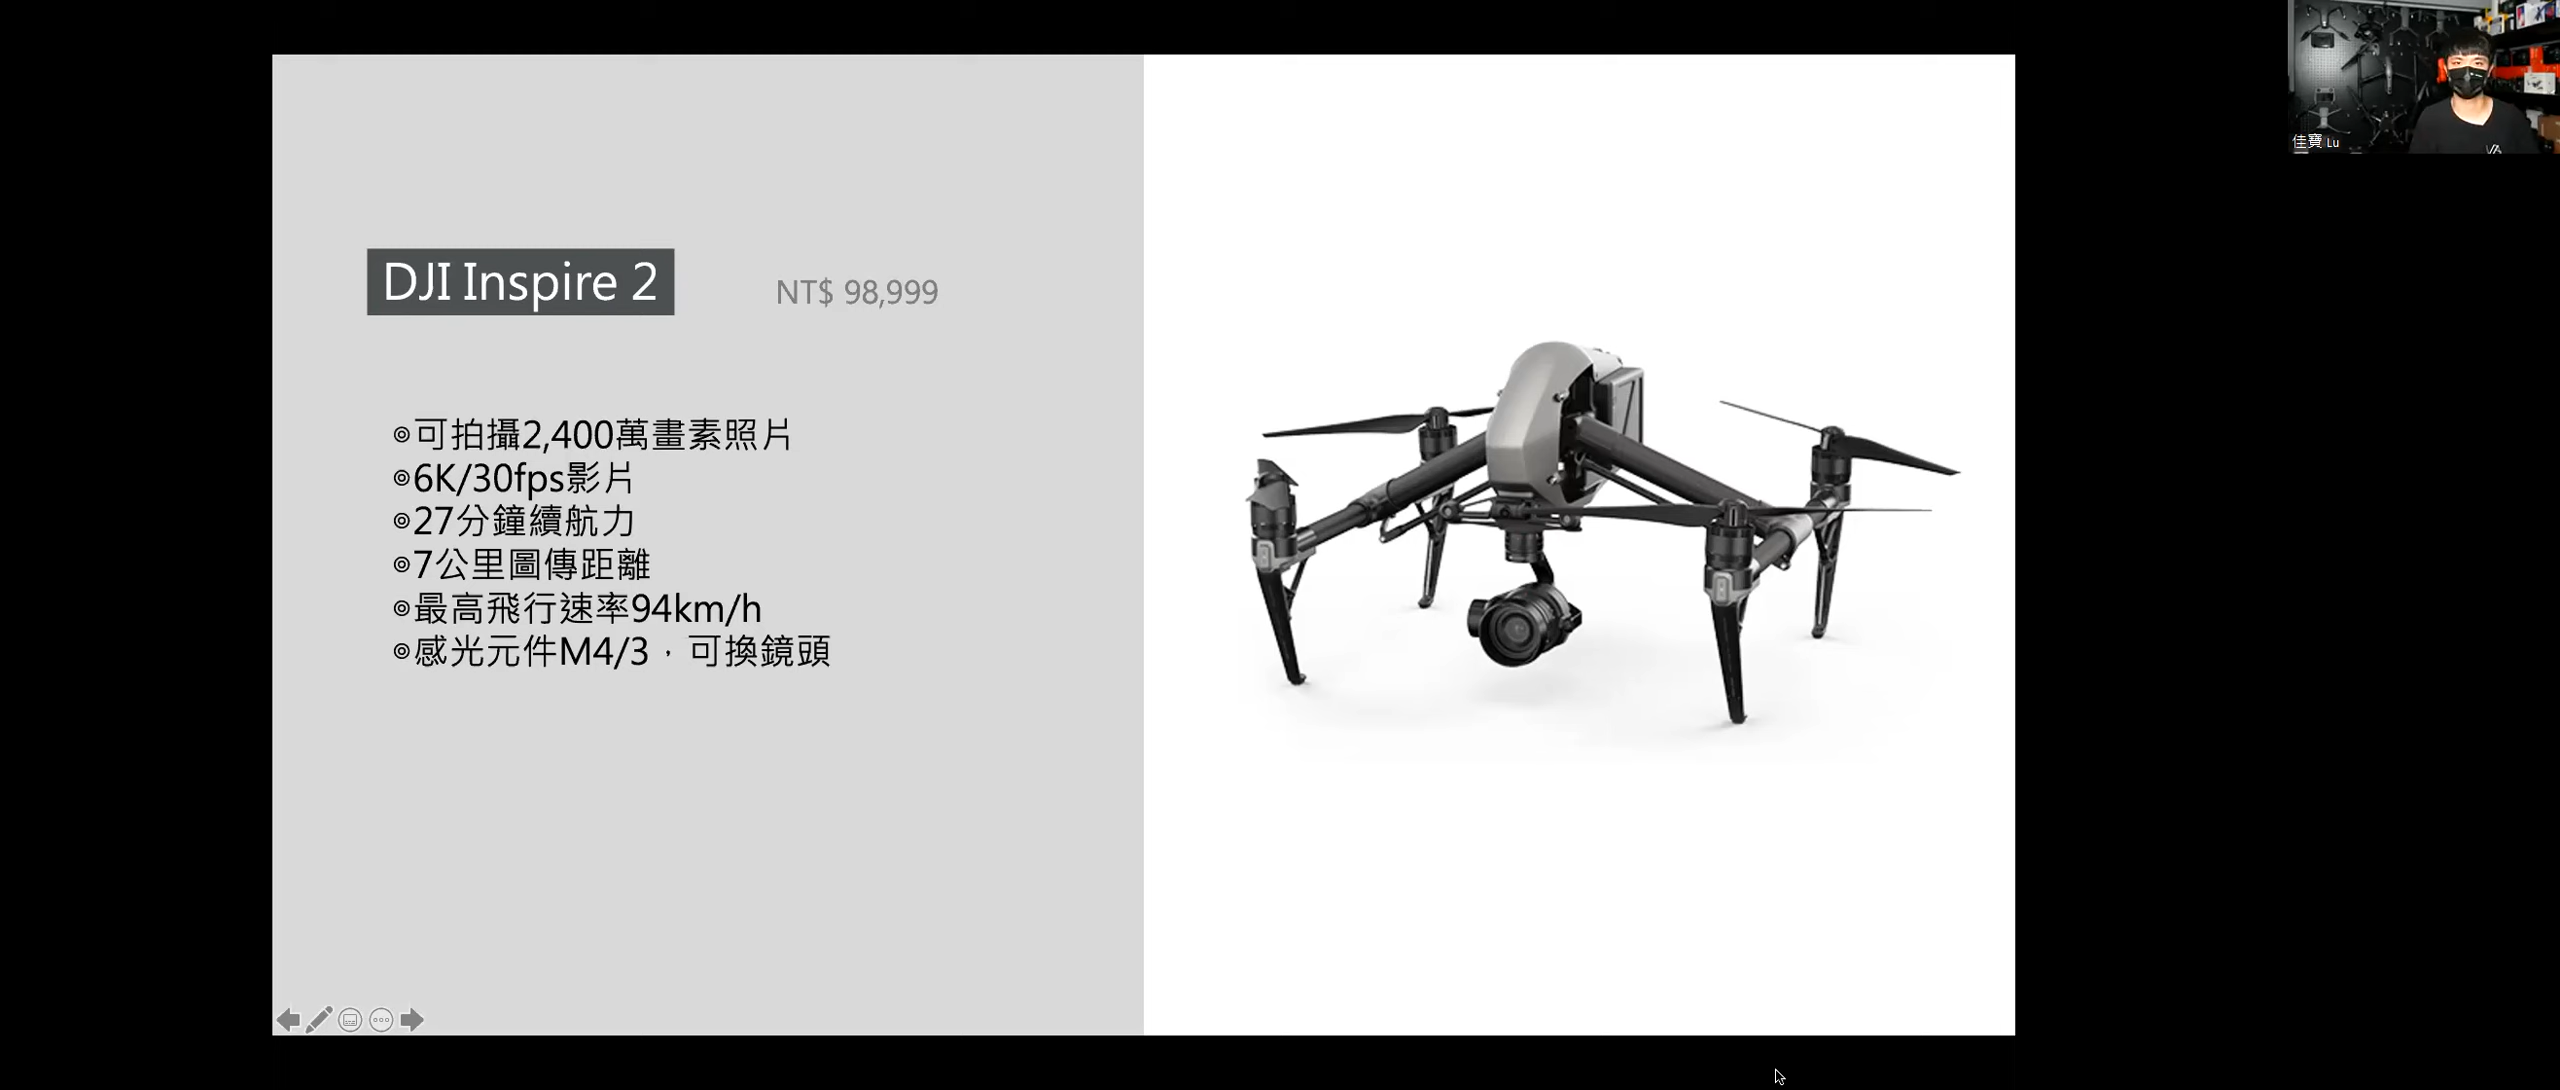 DJI Inspire 2
NT$ 98,999
◎可拍攝2,400萬畫素照片
◎6K/30fps影片
◎27分鐘續航力
◎7公里圖傳距離
◎最高飛行速率94km/h
◎感光元件M4/3，可換鏡頭
佳寶 Lu